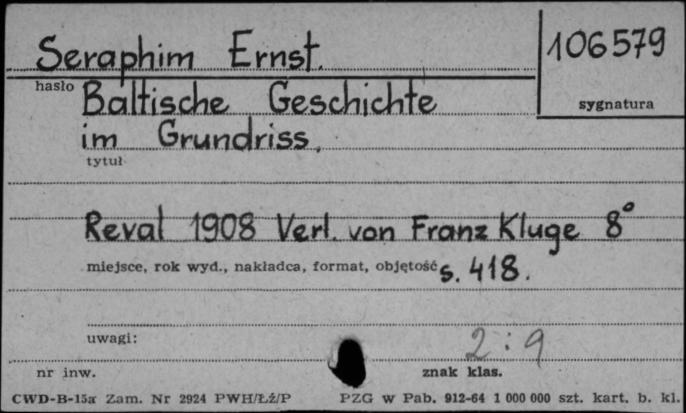 Seraphim Ernst.
106579
hasło
sygnatura
Baltische Geschichte
im Grundriss.
tytuł
Reval 1908 Verl. von Franz Kluge 8°
miejsce, rok wyd., nakładca, format, objętość s. 418.
uwagi:
2:9
nr inw.
znak klas.
CWD-B-15a Zam. Nr 2924 PWH/Łź/P PZG w Pab. 912-64 1 000 000 szt. kart. b. kl.